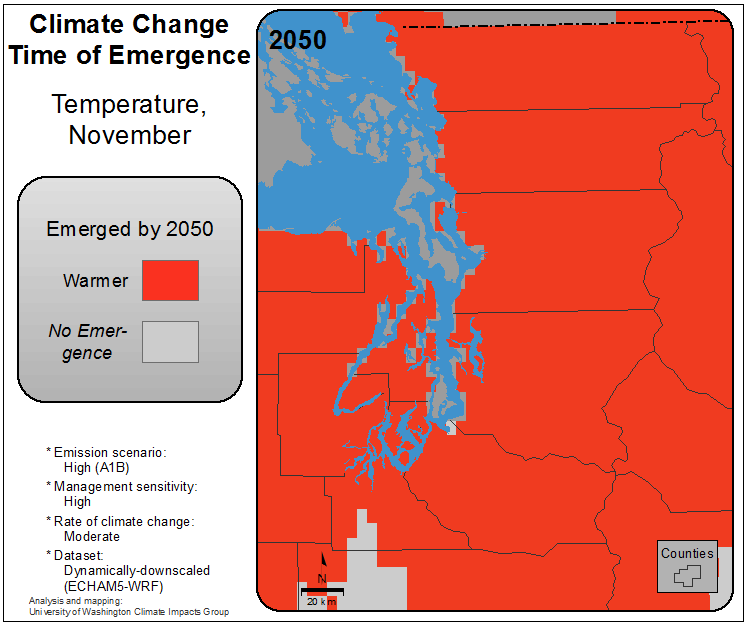 Climate Change
Time of Emergence
Temperature,
November
2050
Emerged by 2050
Warmer
No Emer-
gence
* Emission scenario:
High (A1B)
* Management sensitivity:
High
* Rate of climate change:
Moderate
* Dataset:
Dynamically-downscaled
(ECHAM5-WRF)
Analysis and mapping:
University of Washington Climate Impacts Group
N
20 km
Counties